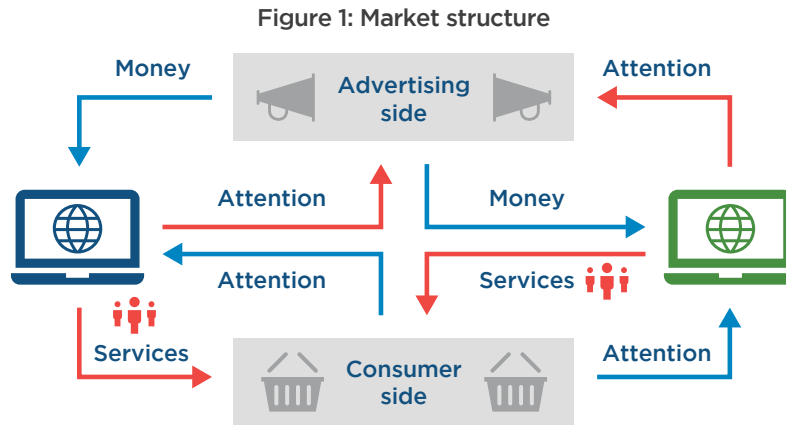 Figure 1: Market structure
Money
Advertising
side
Attention
Attention
Money
Attention
Services
Services
Consumer
side
Attention